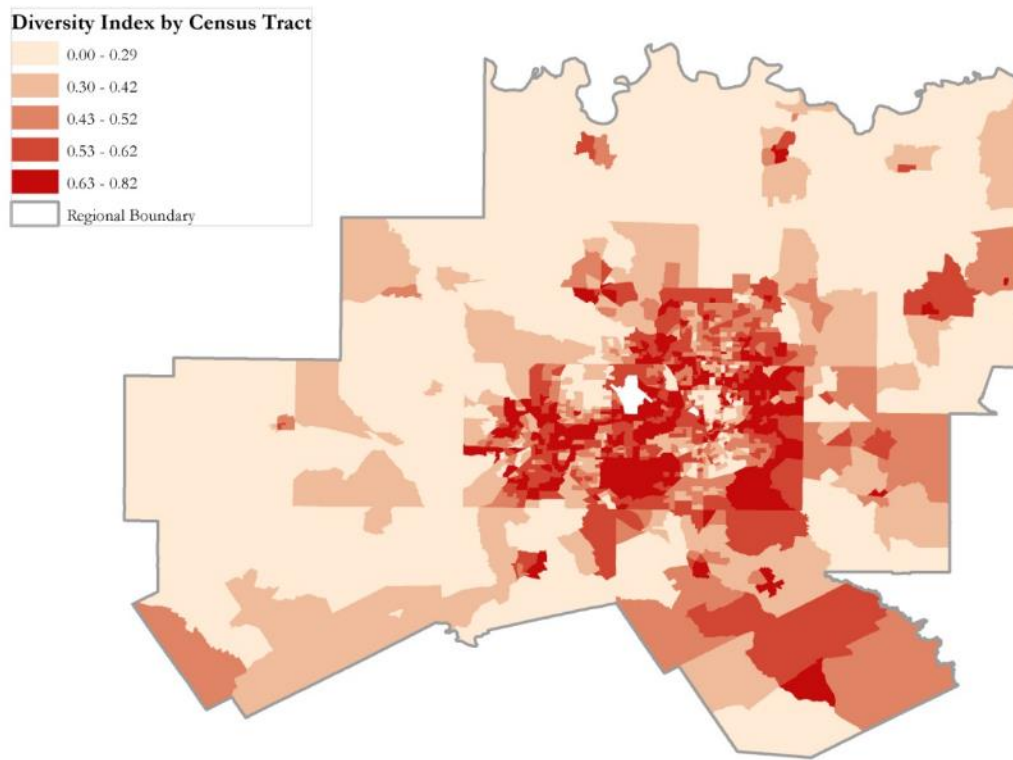 Diversity Index by Census Tract
0.00 - 0.29
0.30 - 0.42
0.43 - 0.52
0.53 - 0.62
0.63 - 0.82
Regional Boundary